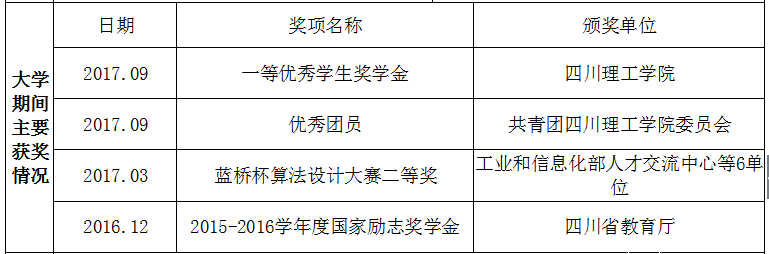 大学
期间
主要
获奖
情况
日期 奖项名称 颁奖单位
2017.09 一等优秀学生奖学金 四川理工学院
2017.09 优秀团员 共青团四川理工学院委员会
2017.03 蓝桥杯算法设计大赛二等奖 工业和信息化部人才交流中心等6单
位
2016.12 2015-2016学年度国家励志奖学金 四川省教育厅